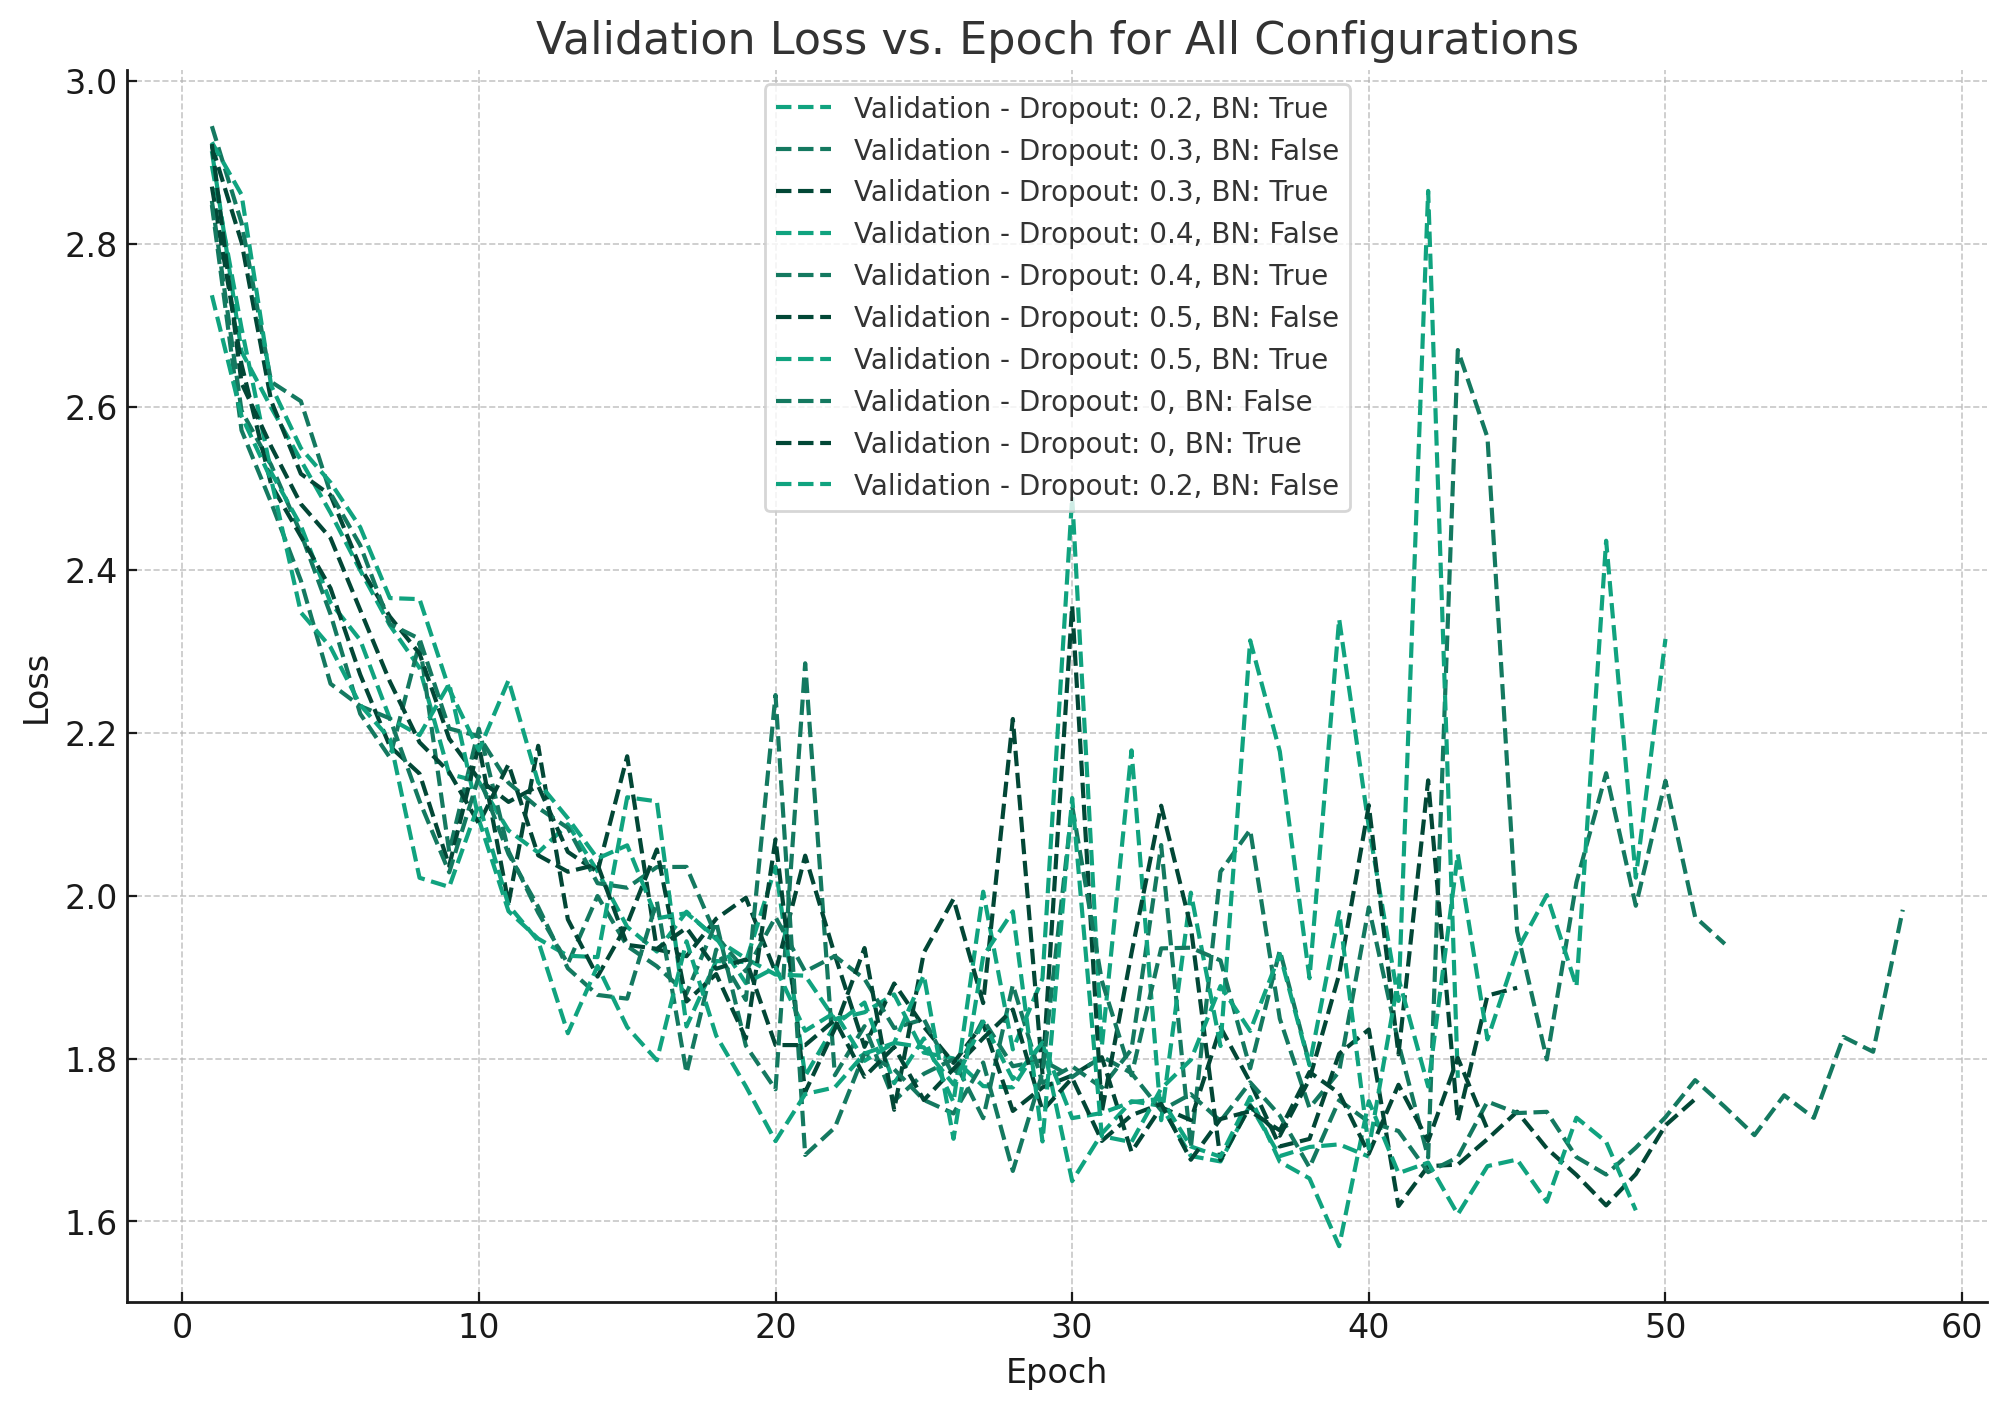 Validation Loss vs. Epoch for All Configurations
3.0
2.8
2.6
2.4
2.2
2.0
1.8
1.6
Loss
Validation - Dropout: 0.2, BN: True
Validation - Dropout: 0.3, BN: False
Validation - Dropout: 0.3, BN: True
Validation - Dropout: 0.4, BN: False
Validation - Dropout: 0.4, BN: True
Validation - Dropout: 0.5, BN: False
Validation - Dropout: 0.5, BN: True
Validation - Dropout: 0, BN: False
Validation - Dropout: 0, BN: True
Validation - Dropout: 0.2, BN: False
0 10 20 30 40 50 60
Epoch